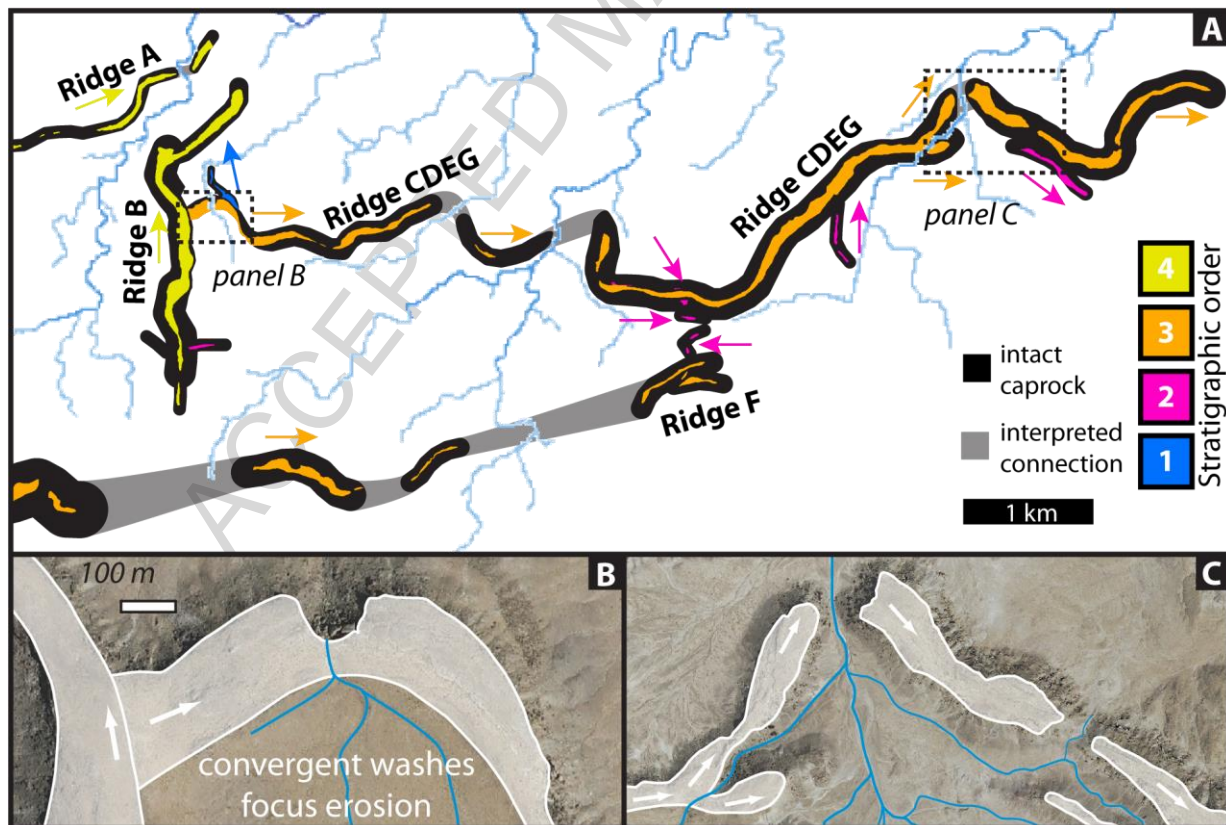 A
Ridge A
Ridge B
panel B
Ridge CDEG
Ridge CDEG
panel C
Ridge F
4
3
2
1
Stratigraphic order
intact
caprock
interpreted
connection
1 km
ACCEPTED
B
100 m
convergent washes
focus erosion
C